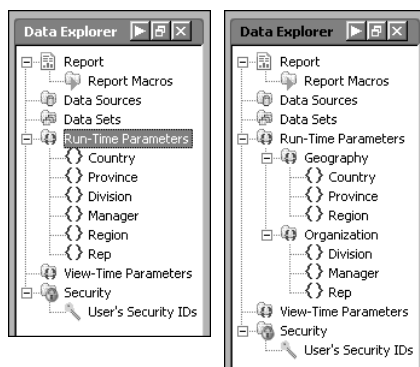 Data Explorer
Report
Report Macros
Data Sources
Data Sets
Run-Time Parameters
Country
Province
Division
Manager
Region
Rep
View-Time Parameters
Security
User's Security IDs
Data Explorer
Report
Report Macros
Data Sources
Data Sets
Run-Time Parameters
Geography
Country
Province
Region
Organization
Division
Manager
Rep
View-Time Parameters
Security
User's Security IDs